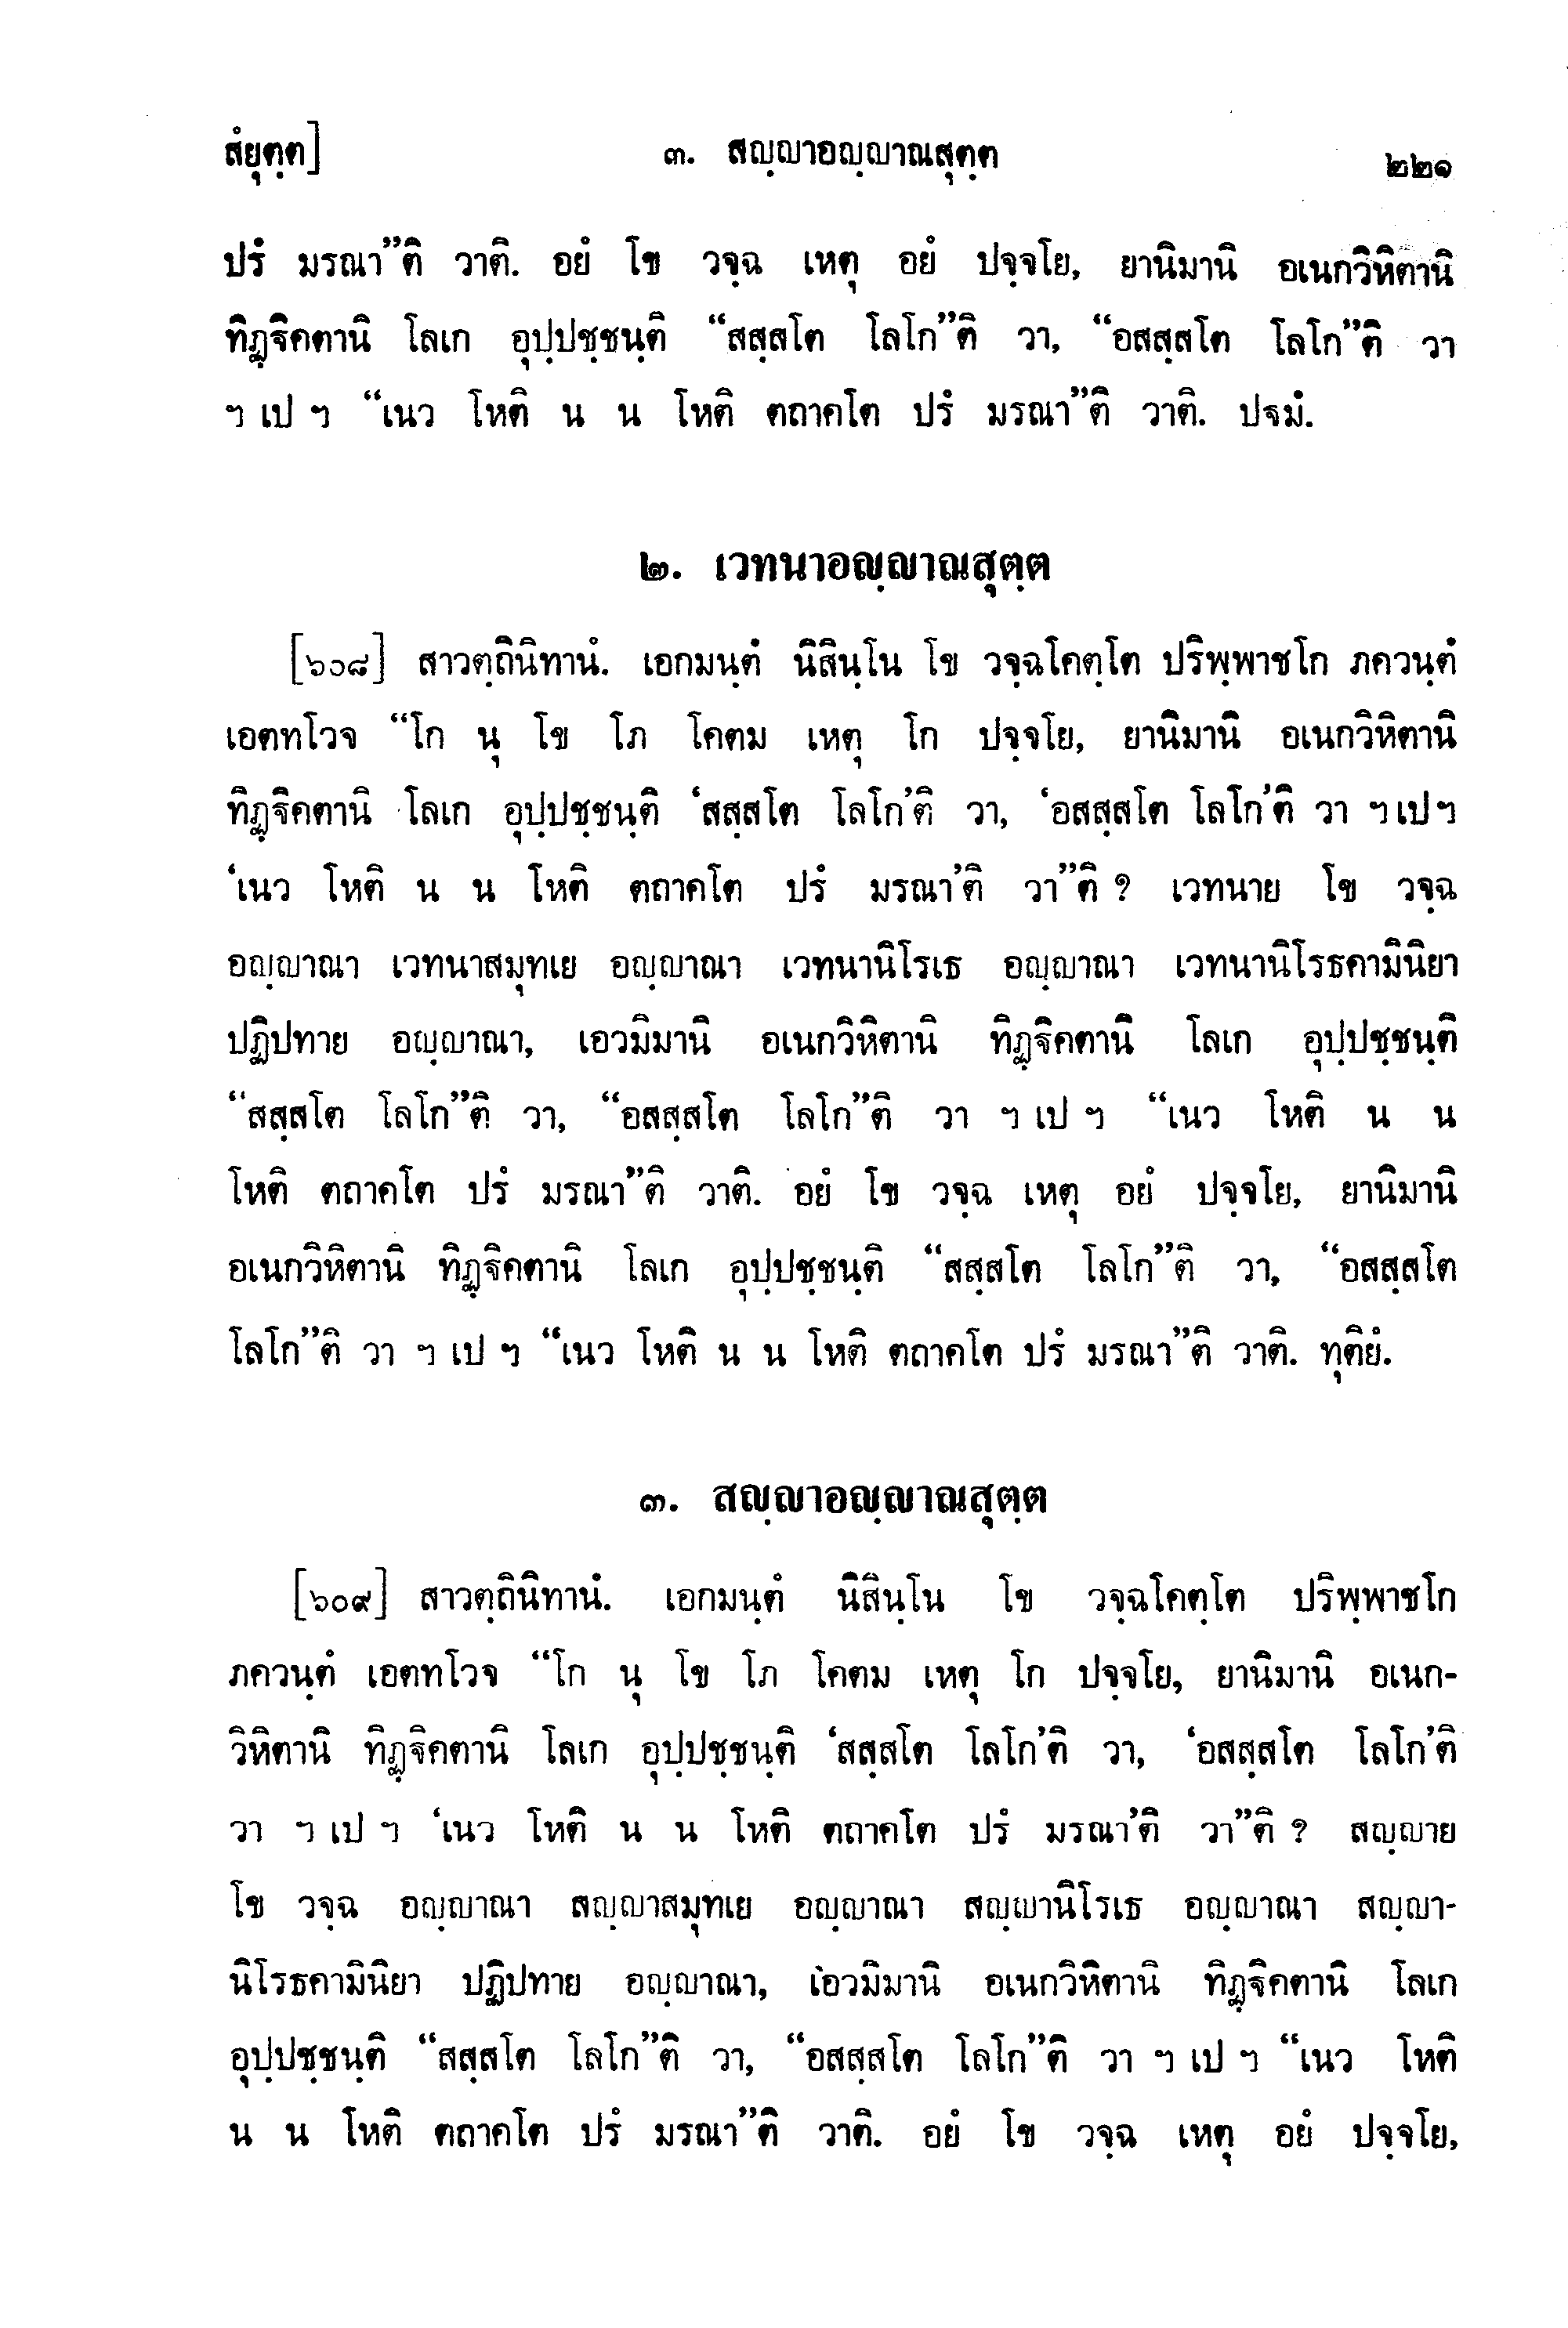 สํยุตฺต]
๓. สญฺญาอญฺญาณสุตฺต
๒๒๑
ปรํ มรณา”ติ วาติ. อยํ โข วจฺฉ เหตุ อยํ ปจฺจโย, ยานิมานิ อเนกวิหิตานิ
ทิฏฺฐิคตานิ โลเก อุปฺปชฺชนฺติ “สสฺสโต โลโก”ติ วา, “อสสฺสโต โลโก”ติ วา
ฯ เป ฯ “เนว โหติ น น โหติ ตถาคโต ปรํ มรณา”ติ วาติ. ปฐมํ.
๒. เวทนาอญฺญาณสุตฺต
[๖๐๘] สาวตฺถินิทานํ. เอกมนฺตํ นิสินฺโน โข วจฺฉโคตฺโต ปริพฺพาชโก ภควนฺตํ
เอตทโวจ “โก นุ โข โภ โคตม เหตุ โก ปจฺจโย, ยานิมานิ อเนกวิหิตานิ
ทิฏฺฐิคตานิ โลเก อุปฺปชฺชนฺติ ‘สสฺสโต โลโก’ติ วา, ‘อสสฺสโต โลโก’ติ วา ฯ เป ฯ
‘เนว โหติ น น โหติ ตถาคโต ปรํ มรณา’ติ วา”ติ ? เวทนาย โข วจฺฉ
อญฺญาณา เวทนาสมุทเย อญฺญาณา เวทนานิโรเธ อญฺญาณา เวทนานิโรธคามินิยา
ปฏิปทาย อญฺญาณา, เอวมิมานิ อเนกวิหิตานิ ทิฏฺฐิคตานิ โลเก อุปฺปชฺชนฺติ
“สสฺสโต โลโก”ติ วา, “อสสฺสโต โลโก”ติ วา ฯ เป ฯ “เนว โหติ น น
โหติ ตถาคโต ปรํ มรณา”ติ วาติ. อยํ โข วจฺฉ เหตุ อยํ ปจฺจโย, ยานิมานิ
อเนกวิหิตานิ ทิฏฺฐิคตานิ โลเก อุปฺปชฺชนฺติ “สสฺสโต โลโก”ติ วา, “อสสฺสโต
โลโก”ติ วา ฯ เป ฯ “เนว โหติ น น โหติ ตถาคโต ปรํ มรณา”ติ วาติ. ทุติยํ.
๓. สญฺญาอญฺญาณสุตฺต
[๖๐๙] สาวตฺถินิทานํ. เอกมนฺตํ นิสินฺโน โข วจฺฉโคตฺโต ปริพฺพาชโก
ภควนฺตํ เอตทโวจ “โก นุ โข โภ โคตม เหตุ โก ปจฺจโย, ยานิมานิ อเนก-
วิหิตานิ ทิฏฺฐิคตานิ โลเก อุปฺปชฺชนฺติ ‘สสฺสโต โลโก’ติ วา, ‘อสสฺสโต โลโก’ติ
วา ฯ เป ฯ ‘เนว โหติ น น โหติ ตถาคโต ปรํ มรณา’ติ วา”ติ ? สญฺญาย
โข วจฺฉ อญฺญาณา สญฺญาสมุทเย อญฺญาณา สญฺญานิโรเธ อญฺญาณา สญฺญา-
นิโรธคามินิยา ปฏิปทาย อญฺญาณา, เอวมิมานิ อเนกวิหิตานิ ทิฏฺฐิคตานิ โลเก
อุปฺปชฺชนฺติ “สสฺสโต โลโก”ติ วา, “อสสฺสโต โลโก”ติ วา ฯ เป ฯ “เนว โหติ
น น โหติ ตถาคโต ปรํ มรณา”ติ วาติ. อยํ โข วจฺฉ เหตุ อยํ ปจฺจโย,